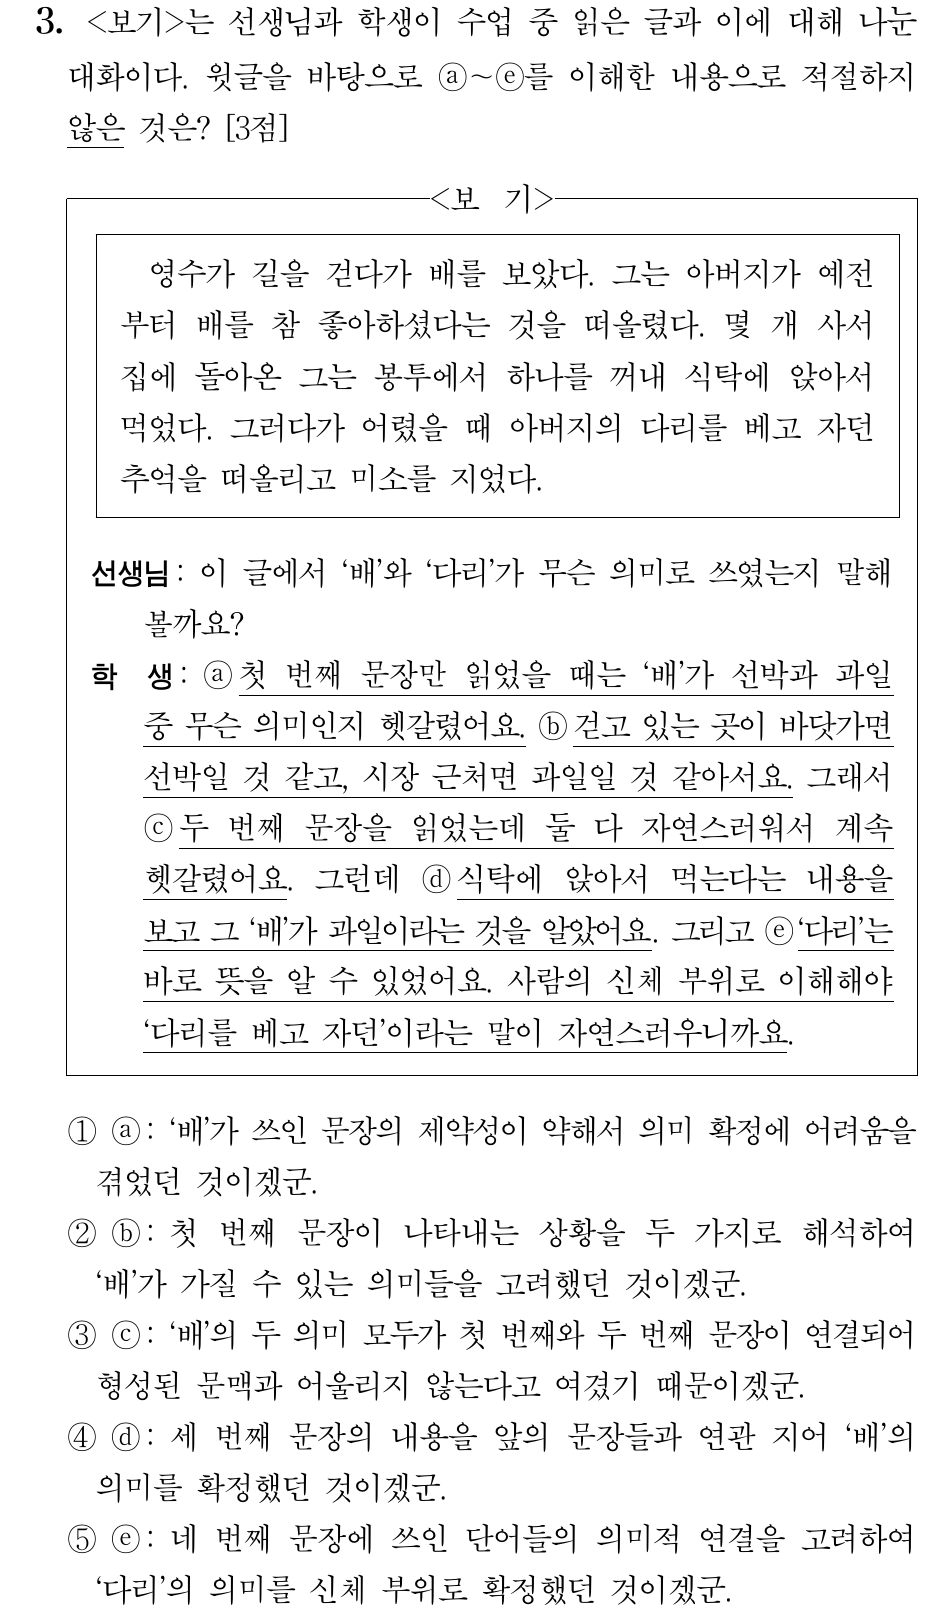 3. <보기>는 선생님과 학생이 수업 중 읽은 글과 이에 대해 나눈
대화이다. 윗글을 바탕으로 ⓐ~ⓔ를 이해한 내용으로 적절하지
않은 것은? [3점]
<보 기>
영수가 길을 걷다가 배를 보았다. 그는 아버지가 예전
부터 배를 참 좋아하셨다는 것을 떠올렸다. 몇 개 사서
집에 돌아온 그는 봉투에서 하나를 꺼내 식탁에 앉아서
먹었다. 그러다가 어렸을 때 아버지의 다리를 베고 자던
추억을 떠올리고 미소를 지었다.
선생님: 이 글에서 ‘배’와 ‘다리’가 무슨 의미로 쓰였는지 말해
볼까요?
학 생: ⓐ첫 번째 문장만 읽었을 때는 ‘배’가 선박과 과일
중 무슨 의미인지 헷갈렸어요. ⓑ걷고 있는 곳이 바닷가면
선박일 것 같고, 시장 근처면 과일일 것 같아서요. 그래서
ⓒ두 번째 문장을 읽었는데 둘 다 자연스러워서 계속
헷갈렸어요. 그런데 ⓓ식탁에 앉아서 먹는다는 내용을
보고 그 ‘배’가 과일이라는 것을 알았어요. 그리고 ⓔ‘다리’는
바로 뜻을 알 수 있었어요. 사람의 신체 부위로 이해해야
‘다리를 베고 자던’이라는 말이 자연스러우니까요.
① ⓐ: ‘배’가 쓰인 문장의 제약성이 약해서 의미 확정에 어려움을
겪었던 것이겠군.
② ⓑ: 첫 번째 문장이 나타내는 상황을 두 가지로 해석하여
‘배’가 가질 수 있는 의미들을 고려했던 것이겠군.
③ ⓒ: ‘배’의 두 의미 모두가 첫 번째와 두 번째 문장이 연결되어
형성된 문맥과 어울리지 않는다고 여겼기 때문이겠군.
④ ⓓ: 세 번째 문장의 내용을 앞의 문장들과 연관 지어 ‘배’의
의미를 확정했던 것이겠군.
⑤ ⓔ: 네 번째 문장에 쓰인 단어들의 의미적 연결을 고려하여
‘다리’의 의미를 신체 부위로 확정했던 것이겠군.